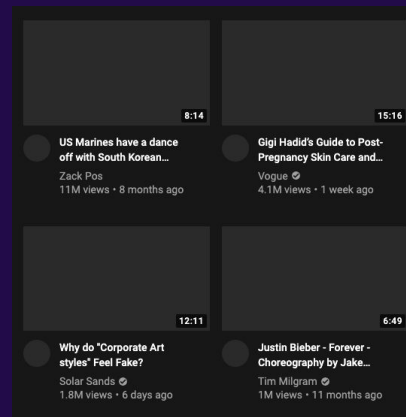 8:14
15:16
US Marines have a dance
off with South Korean...
Zack Pos
11M views • 8 months ago
Gigi Hadid's Guide to Post-
Pregnancy Skin Care and...
Vogue
4.1M views • 1 week ago
12:11
6:49
Why do "Corporate Art
styles" Feel Fake?
Solar Sands
1.8M views • 6 days ago
Justin Bieber - Forever -
Choreography by Jake...
Tim Milgram
1M views • 11 months ago